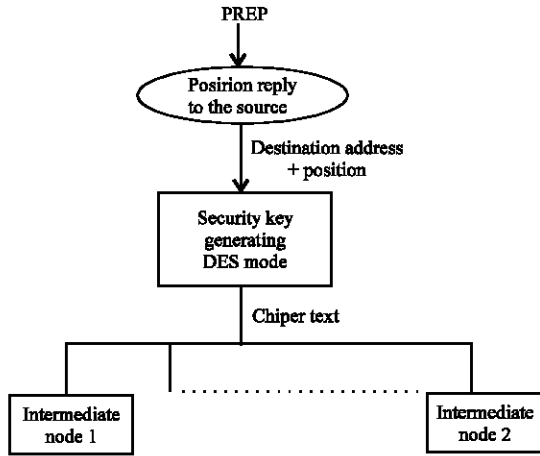 PREP
Posirion reply
to the source
Destination address
+ position
Security key
generating
DES mode
Chiper text
Intermediate
node 1
Intermediate
node 2